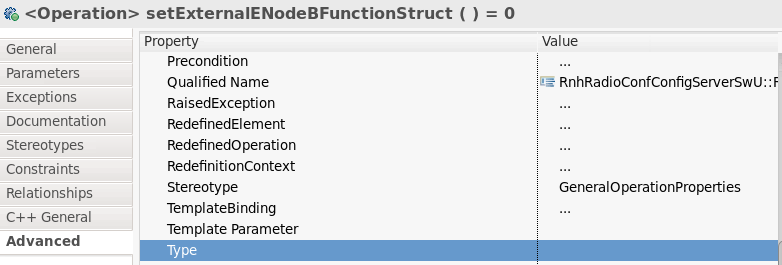 <Operation> setExternalENodeBFunctionStruct ( ) = 0
General
Parameters
Exceptions
Documentation
Stereotypes
Constraints
Relationships
C++ General
Advanced
Property Value
Precondition ...
Qualified Name RnhRadioConfConfigServerSwU::
RaisedException ...
RedefinedElement ...
RedefinedOperation ...
RedefinitionContext ...
Stereotype GeneralOperationProperties
TemplateBinding ...
Template Parameter
Type